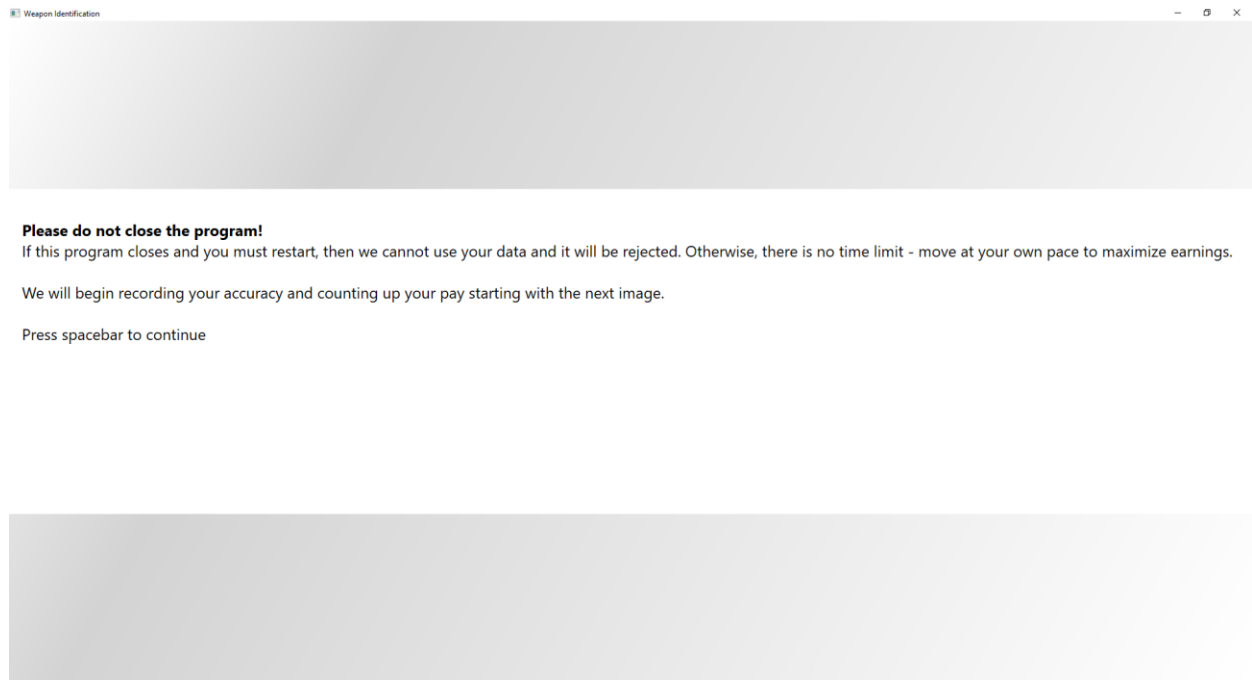 Weapon Identification
Please do not close the program!
If this program closes and you must restart, then we cannot use your data and it will be rejected. Otherwise, there is no time limit - move at your own pace to maximize earnings.
We will begin recording your accuracy and counting up your pay starting with the next image.
Press spacebar to continue